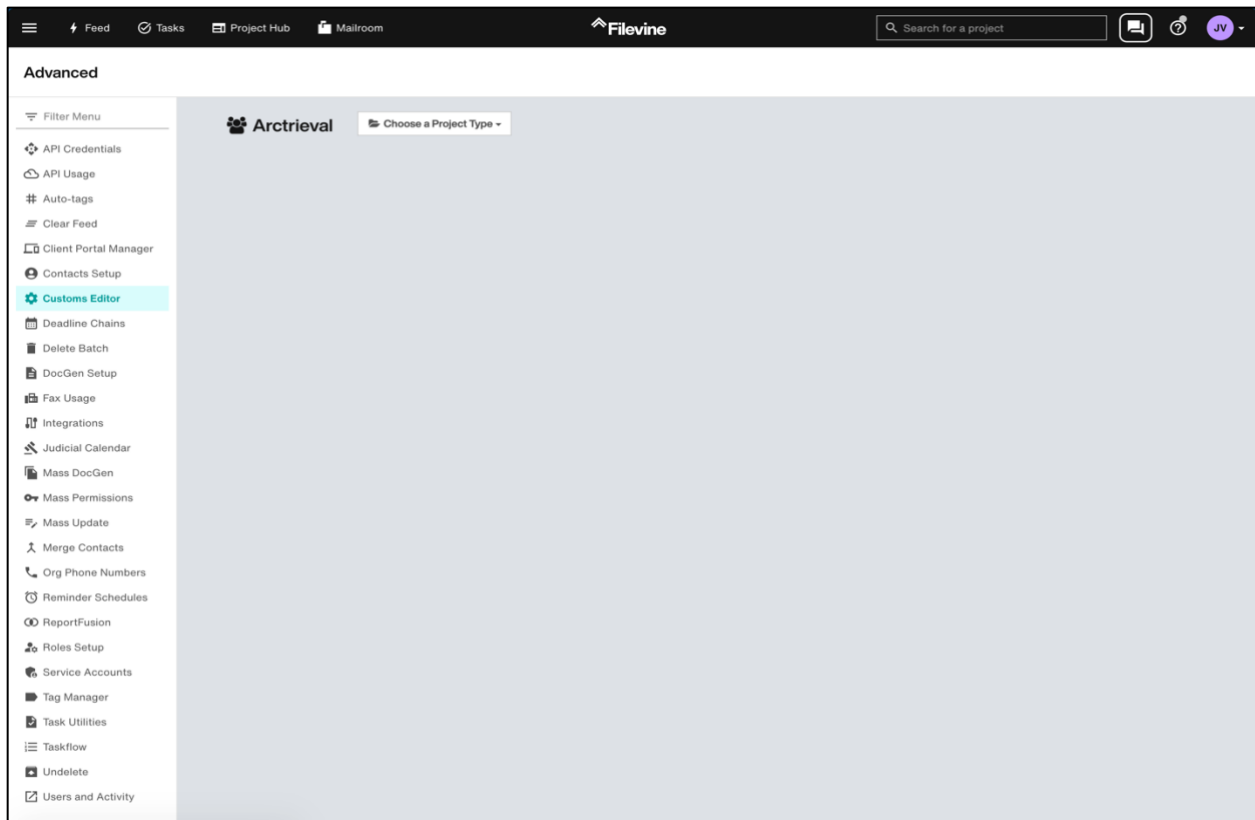 Feed Tasks Project Hub Mailroom Filevine Search for a project JV
Advanced
Filter Menu
Arctrieval Choose a Project Type
API Credentials
API Usage
Auto-tags
Clear Feed
Client Portal Manager
Contacts Setup
Customs Editor
Deadline Chains
Delete Batch
DocGen Setup
Fax Usage
Integrations
Judicial Calendar
Mass DocGen
Mass Permissions
Mass Update
Merge Contacts
Org Phone Numbers
Reminder Schedules
ReportFusion
Roles Setup
Service Accounts
Tag Manager
Task Utilities
Taskflow
Undelete
Users and Activity